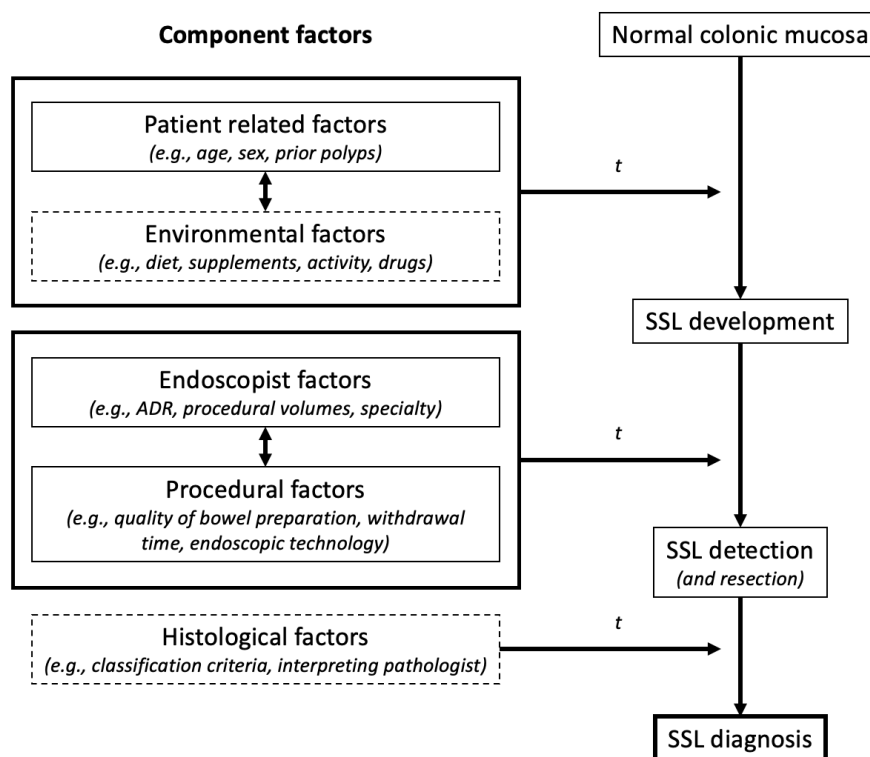 Component factors
Normal colonic mucosa
Patient related factors
(e.g., age, sex, prior polyps)
t
Environmental factors
(e.g., diet, supplements, activity, drugs)
SSL development
Endoscopist factors
(e.g., ADR, procedural volumes, specialty)
t
Procedural factors
(e.g., quality of bowel preparation, withdrawal
time, endoscopic technology)
SSL detection
(and resection)
Histological factors
(e.g., classification criteria, interpreting pathologist)
t
SSL diagnosis